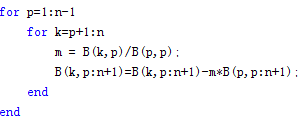 for p=1:n-1
    for k=p+1:n
        m = B(k,p)/B(p,p);
        B(k,p:n+1)=B(k,p:n+1)-m*B(p,p:n+1);
    end
end